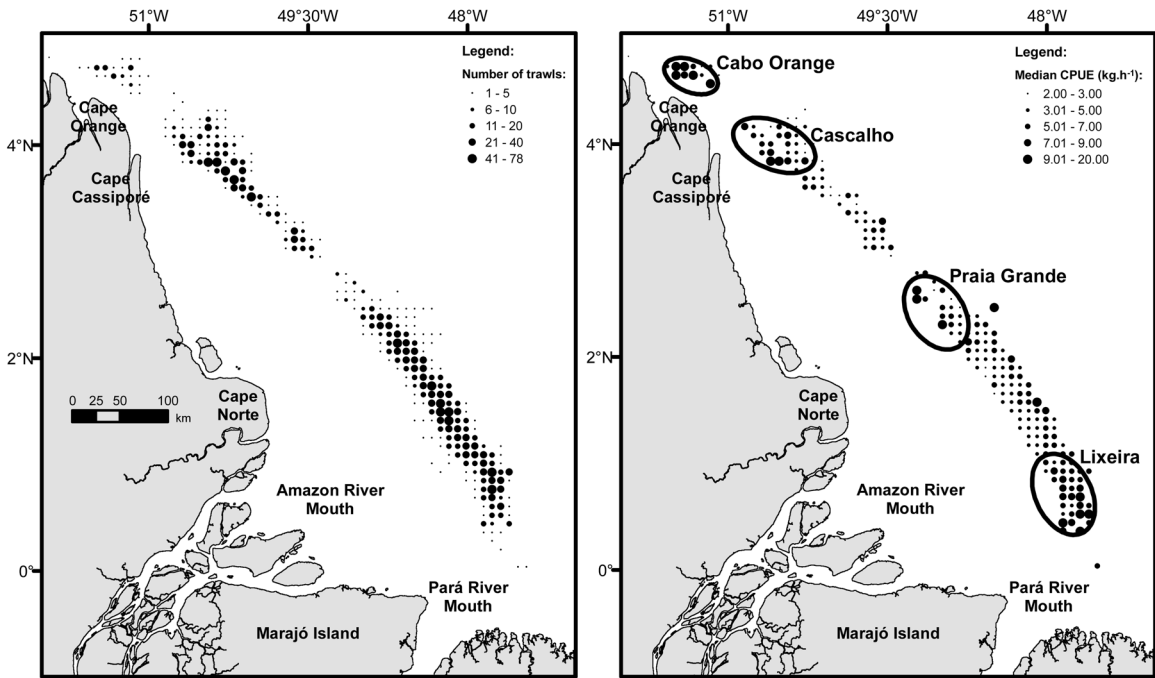 51°W
49°30'W
48°W
4°N
2°N
0°
Legend:
Number of trawls:
1 - 5
6 - 10
11 - 20
21 - 40
41 - 78
Cape
Orange
Cape
Cassiporé
0 25 50 100
km
Cape
Norte
Amazon River
Mouth
Pará River
Mouth
Marajó Island
51°W
49°30'W
48°W
4°N
2°N
0°
Legend:
Median CPUE (kg.h-¹):
2.00 - 3.00
3.01 - 5.00
5.01 - 7.00
7.01 - 9.00
9.01 - 20.00
Cabo Orange
Cape
Orange
Cascalho
Cape
Cassiporé
Praia Grande
Cape
Norte
Lixeira
Amazon River
Mouth
Pará River
Mouth
Marajó Island